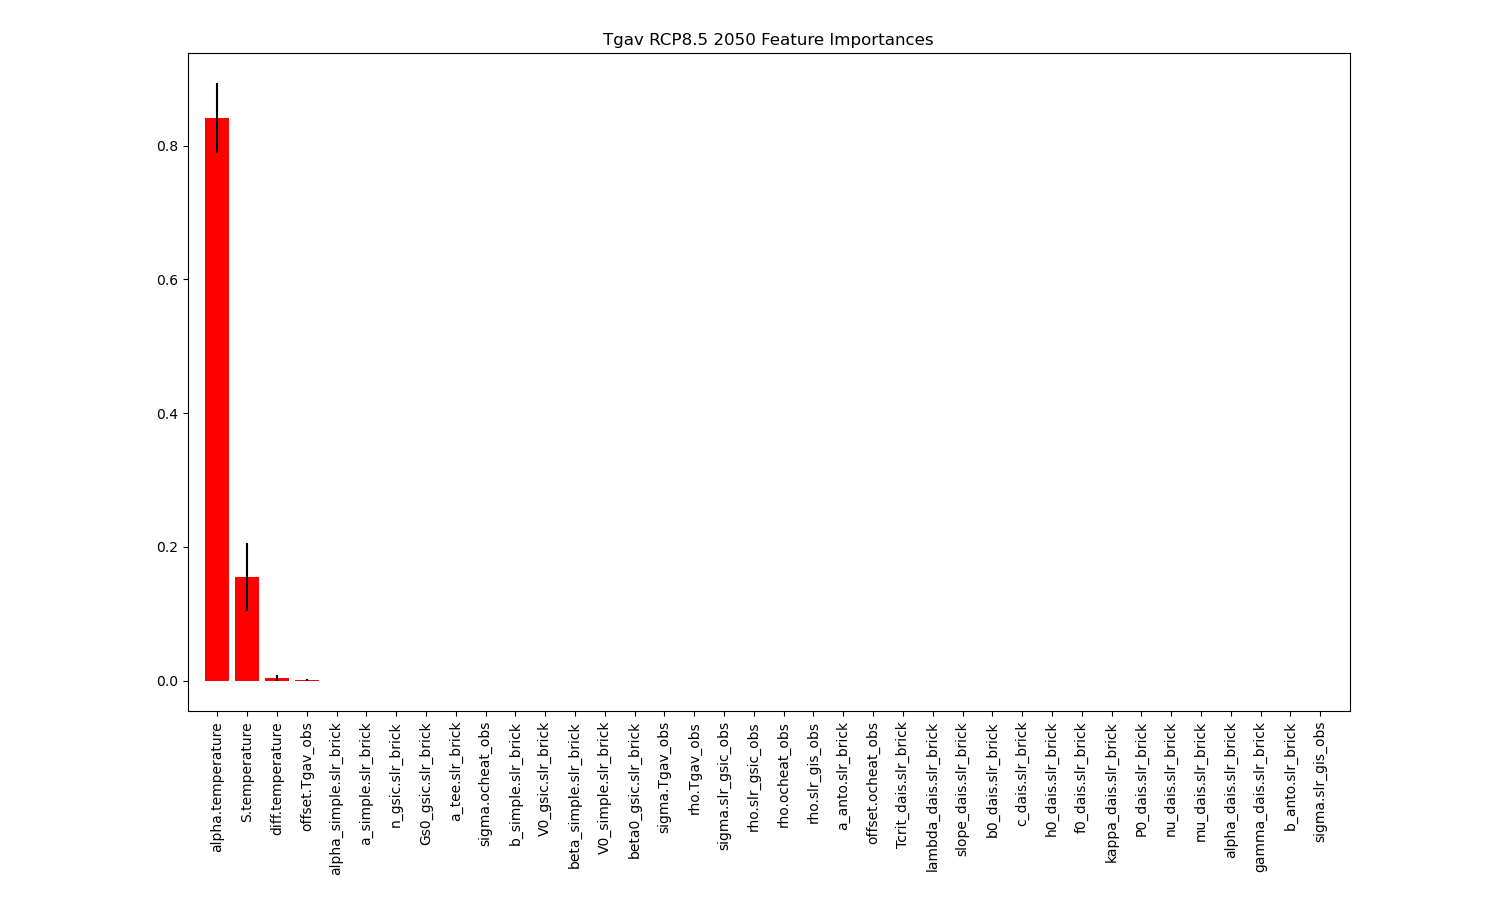 Tgav RCP8.5 2050 Feature Importances
0.8
0.6
0.4
0.2
0.0
alpha.temperature
S.temperature
diff.temperature
offset.Tgav_obs
alpha_simple.slr_brick
a_simple.slr_brick
n_gsic.slr_brick
Gs0_gsic.slr_brick
a_tee.slr_brick
sigma.ocheat_obs
b_simple.slr_brick
V0_gsic.slr_brick
beta_simple.slr_brick
V0_simple.slr_brick
beta0_gsic.slr_brick
sigma.Tgav_obs
rho.Tgav_obs
sigma.slr_gsic_obs
rho.slr_gsic_obs
rho.ocheat_obs
rho.slr_gis_obs
a_anto.slr_brick
offset.ocheat_obs
Tcrit_dais.slr_brick
lambda_dais.slr_brick
slope_dais.slr_brick
b0_dais.slr_brick
c_dais.slr_brick
h0_dais.slr_brick
f0_dais.slr_brick
kappa_dais.slr_brick
P0_dais.slr_brick
nu_dais.slr_brick
mu_dais.slr_brick
alpha_dais.slr_brick
gamma_dais.slr_brick
b_anto.slr_brick
sigma.slr_gis_obs